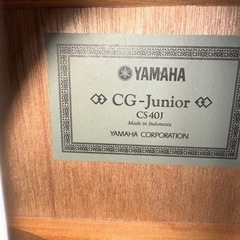 YAMAHA
CG-Junior
CS40J
Made in Indonesia
YAMAHA CORPORATION